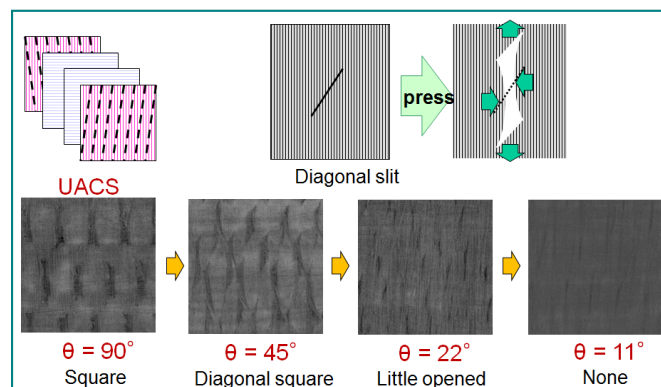 press
Diagonal slit
UACS
θ = 90°
θ = 45°
θ = 22°
θ = 11°
Square
Diagonal square
Little opened
None